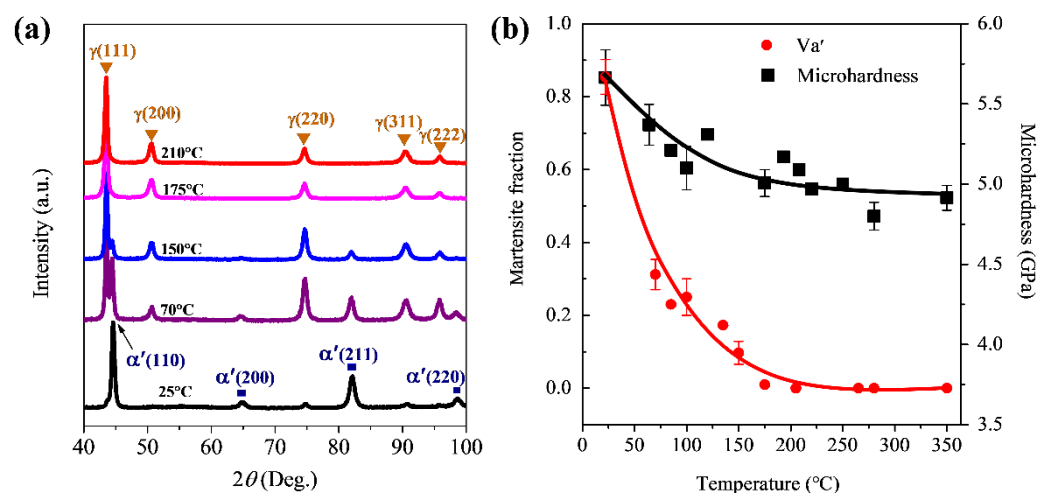 (a)
γ(111)
γ(200)
γ(220)
γ(311)
γ(222)
210°C
175°C
150°C
70°C
α′(110)
α′(200)
α′(211)
α′(220)
25°C
Intensity (a.u.)
40 50 60 70 80 90 100
2θ (Deg.)
(b)
Va′
Microhardness
Martensite fraction
1.0
0.8
0.6
0.4
0.2
0.0
6.0
5.5
5.0
4.5
4.0
3.5
Microhardness (GPa)
0 50 100 150 200 250 300 350
Temperature (°C)